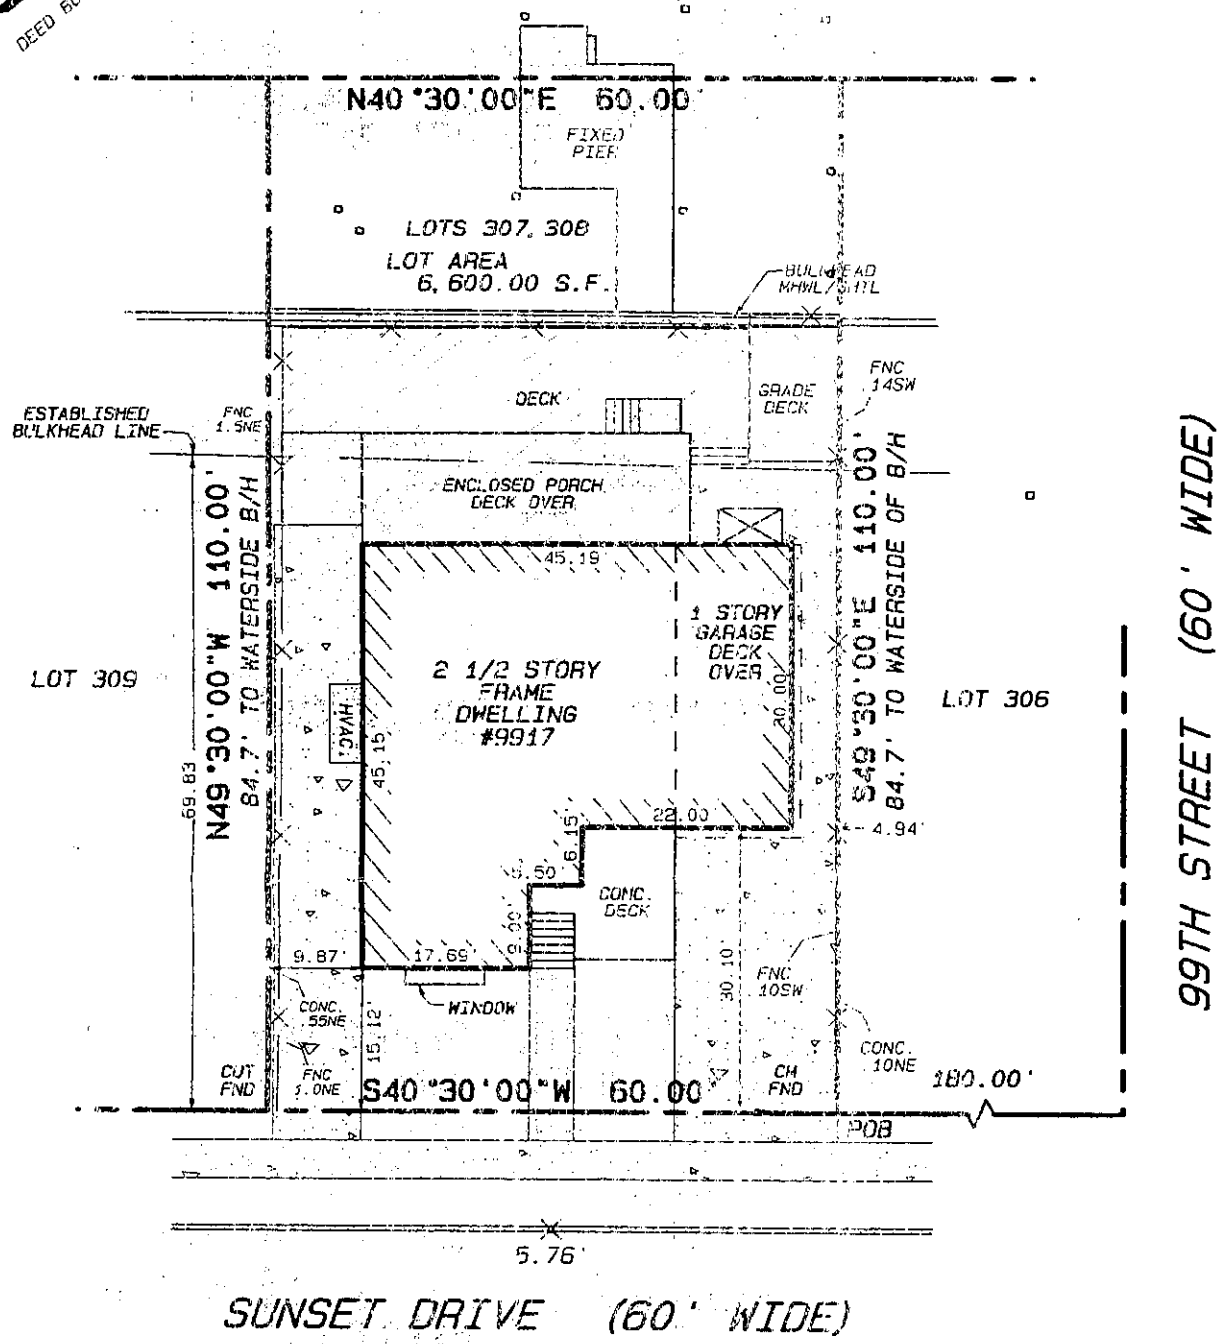 DEED
N40°30'00"E 60.00'
FIXED
PIER
LOTS 307, 308
LOT AREA
6,600.00 S.F.
BULKHEAD
DECK
GRADE
DECK
FNC
.14SW
ESTABLISHED
BULKHEAD LINE
FNC
1.5NE
ENCLOSED PORCH
DECK OVER
45.19
N49°30'00"W 110.00'
84.7' TO WATERSIDE B/H
S49°30'00"E 110.00'
84.7' TO WATERSIDE OF B/H
1 STORY
GARAGE
DECK
OVER
30.00'
2 1/2 STORY
FRAME
DWELLING
#9917
LOT 309
LOT 306
HVAC.
45.15'
69.83
22.00
4.94'
6.15'
5.50
CONC.
DECK
9.00'
9.87'
17.69'
WINDOW
CONC.
.55NE
15.12'
30.10'
FNC
.10SW
CONC.
.10NE
CUT
FND
FNC
1.0NE
S40°30'00"W 60.00
CH
FND
180.00'
POB
5.76'
SUNSET DRIVE (60' WIDE)
99TH STREET (60' WIDE)